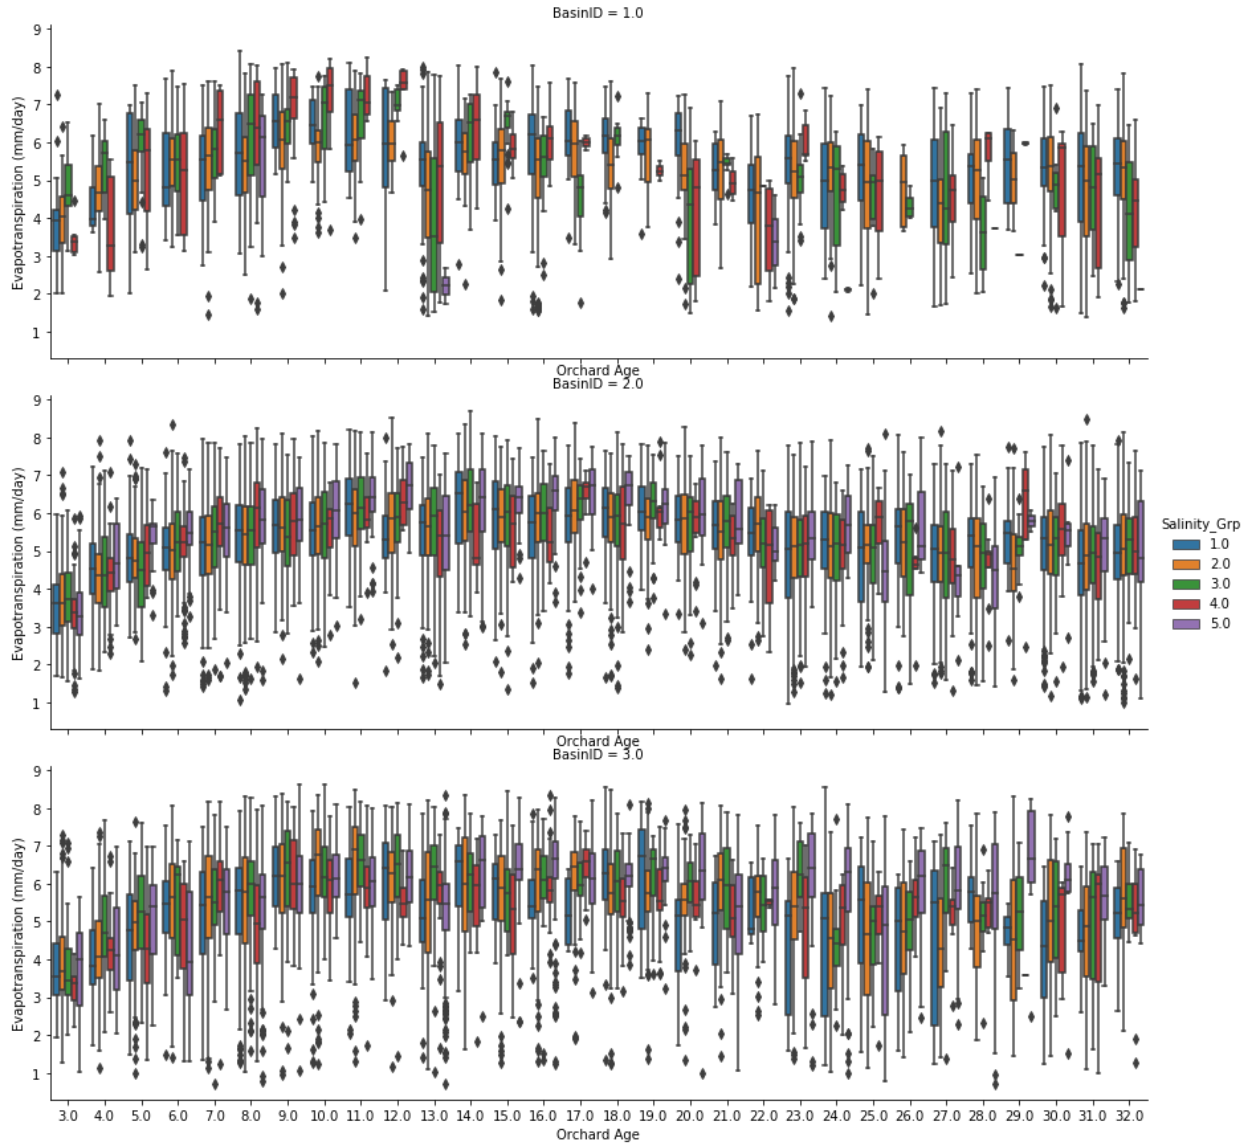 BasinID = 1.0
9
8
7
6
5
4
3
2
1
Evapotranspiration (mm/day)
Orchard Age
BasinID = 2.0
9
8
7
6
5
4
3
2
1
Evapotranspiration (mm/day)
Salinity_Grp
1.0
2.0
3.0
4.0
5.0
Orchard Age
BasinID = 3.0
9
8
7
6
5
4
3
2
1
Evapotranspiration (mm/day)
3.0 4.0 5.0 6.0 7.0 8.0 9.0 10.0 11.0 12.0 13.0 14.0 15.0 16.0 17.0 18.0 19.0 20.0 21.0 22.0 23.0 24.0 25.0 26.0 27.0 28.0 29.0 30.0 31.0 32.0
Orchard Age